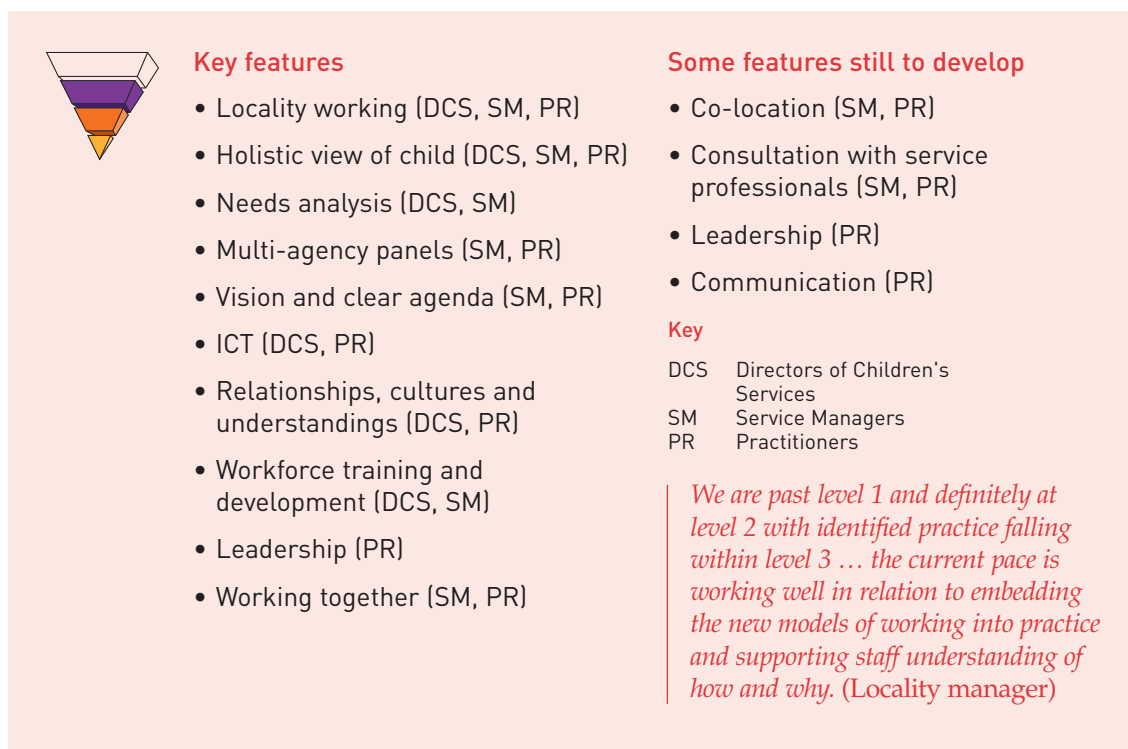 Key features
• Locality working (DCS, SM, PR)
• Holistic view of child (DCS, SM, PR)
• Needs analysis (DCS, SM)
• Multi-agency panels (SM, PR)
• Vision and clear agenda (SM, PR)
• ICT (DCS, PR)
• Relationships, cultures and
understandings (DCS, PR)
• Workforce training and
development (DCS, SM)
• Leadership (PR)
• Working together (SM, PR)
Some features still to develop
• Co-location (SM, PR)
• Consultation with service
professionals (SM, PR)
• Leadership (PR)
• Communication (PR)
Key
DCS Directors of Children's
Services
SM Service Managers
PR Practitioners
We are past level 1 and definitely at
level 2 with identified practice falling
within level 3 … the current pace is
working well in relation to embedding
the new models of working into practice
and supporting staff understanding of
how and why. (Locality manager)